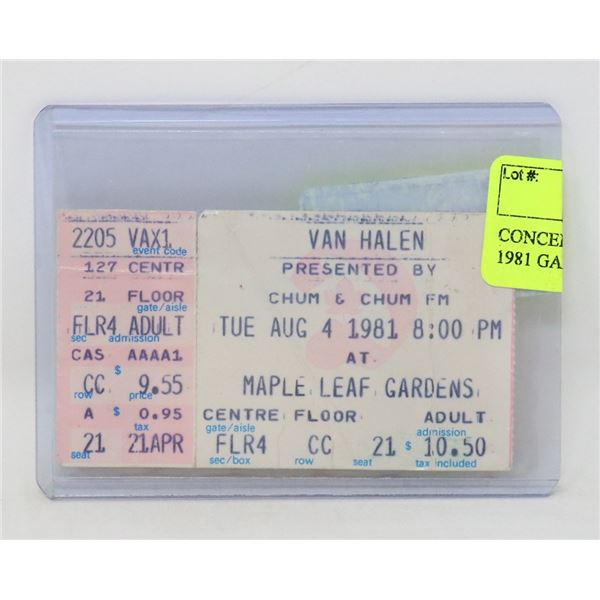 2205 VAX1
event code
127 CENTR
21 FLOOR
gate/aisle
FLR4 ADULT
sec admission
CAS AAAA1
CC $ 9.55
row price
A $ 0.95
tax
21 21APR
seat
VAN HALEN
PRESENTED BY
CHUM & CHUM FM
TUE AUG 4 1981 8:00 PM
AT
MAPLE LEAF GARDENS
CENTRE FLOOR ADULT
gate/aisle admission
FLR4 CC 21 $ 10.50
sec/box row seat tax included
Lot #:
CONCE
1981 GA